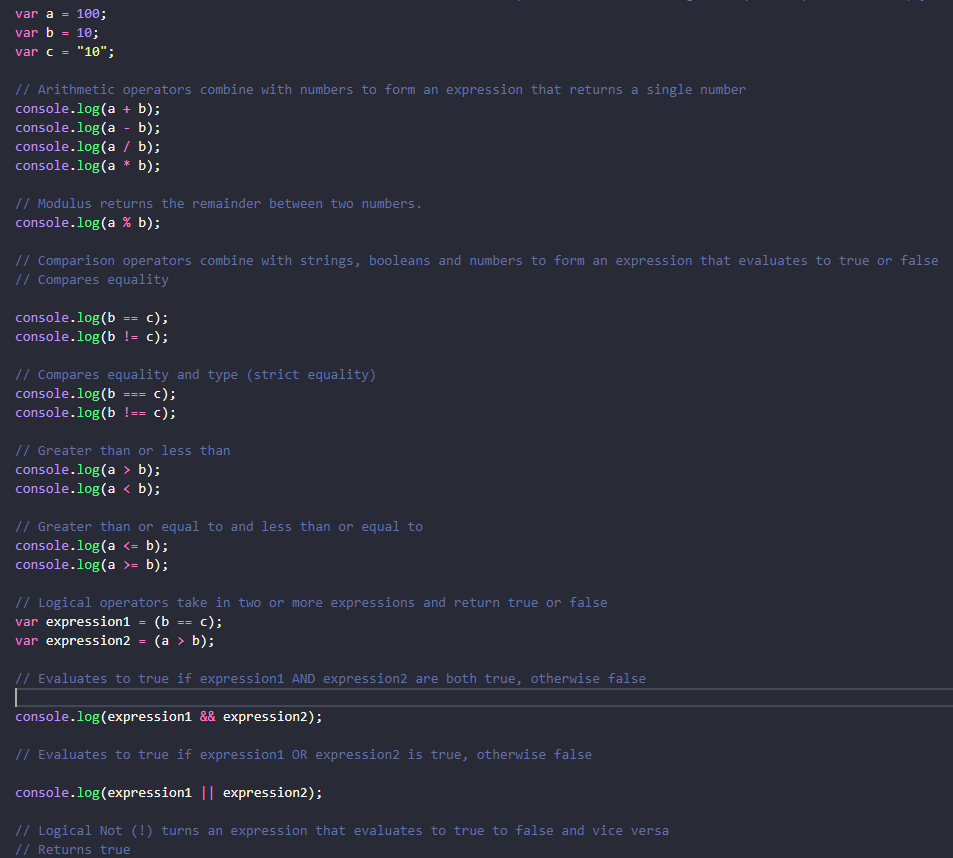 var a = 100;
var b = 10;
var c = "10";

// Arithmetic operators combine with numbers to form an expression that returns a single number
console.log(a + b);
console.log(a - b);
console.log(a / b);
console.log(a * b);

// Modulus returns the remainder between two numbers.
console.log(a % b);

// Comparison operators combine with strings, booleans and numbers to form an expression that evaluates to true or false
// Compares equality

console.log(b == c);
console.log(b != c);

// Compares equality and type (strict equality)
console.log(b === c);
console.log(b !== c);

// Greater than or less than
console.log(a > b);
console.log(a < b);

// Greater than or equal to and less than or equal to
console.log(a <= b);
console.log(a >= b);

// Logical operators take in two or more expressions and return true or false
var expression1 = (b == c);
var expression2 = (a > b);

// Evaluates to true if expression1 AND expression2 are both true, otherwise false

console.log(expression1 && expression2);

// Evaluates to true if expression1 OR expression2 is true, otherwise false

console.log(expression1 || expression2);

// Logical Not (!) turns an expression that evaluates to true to false and vice versa
// Returns true